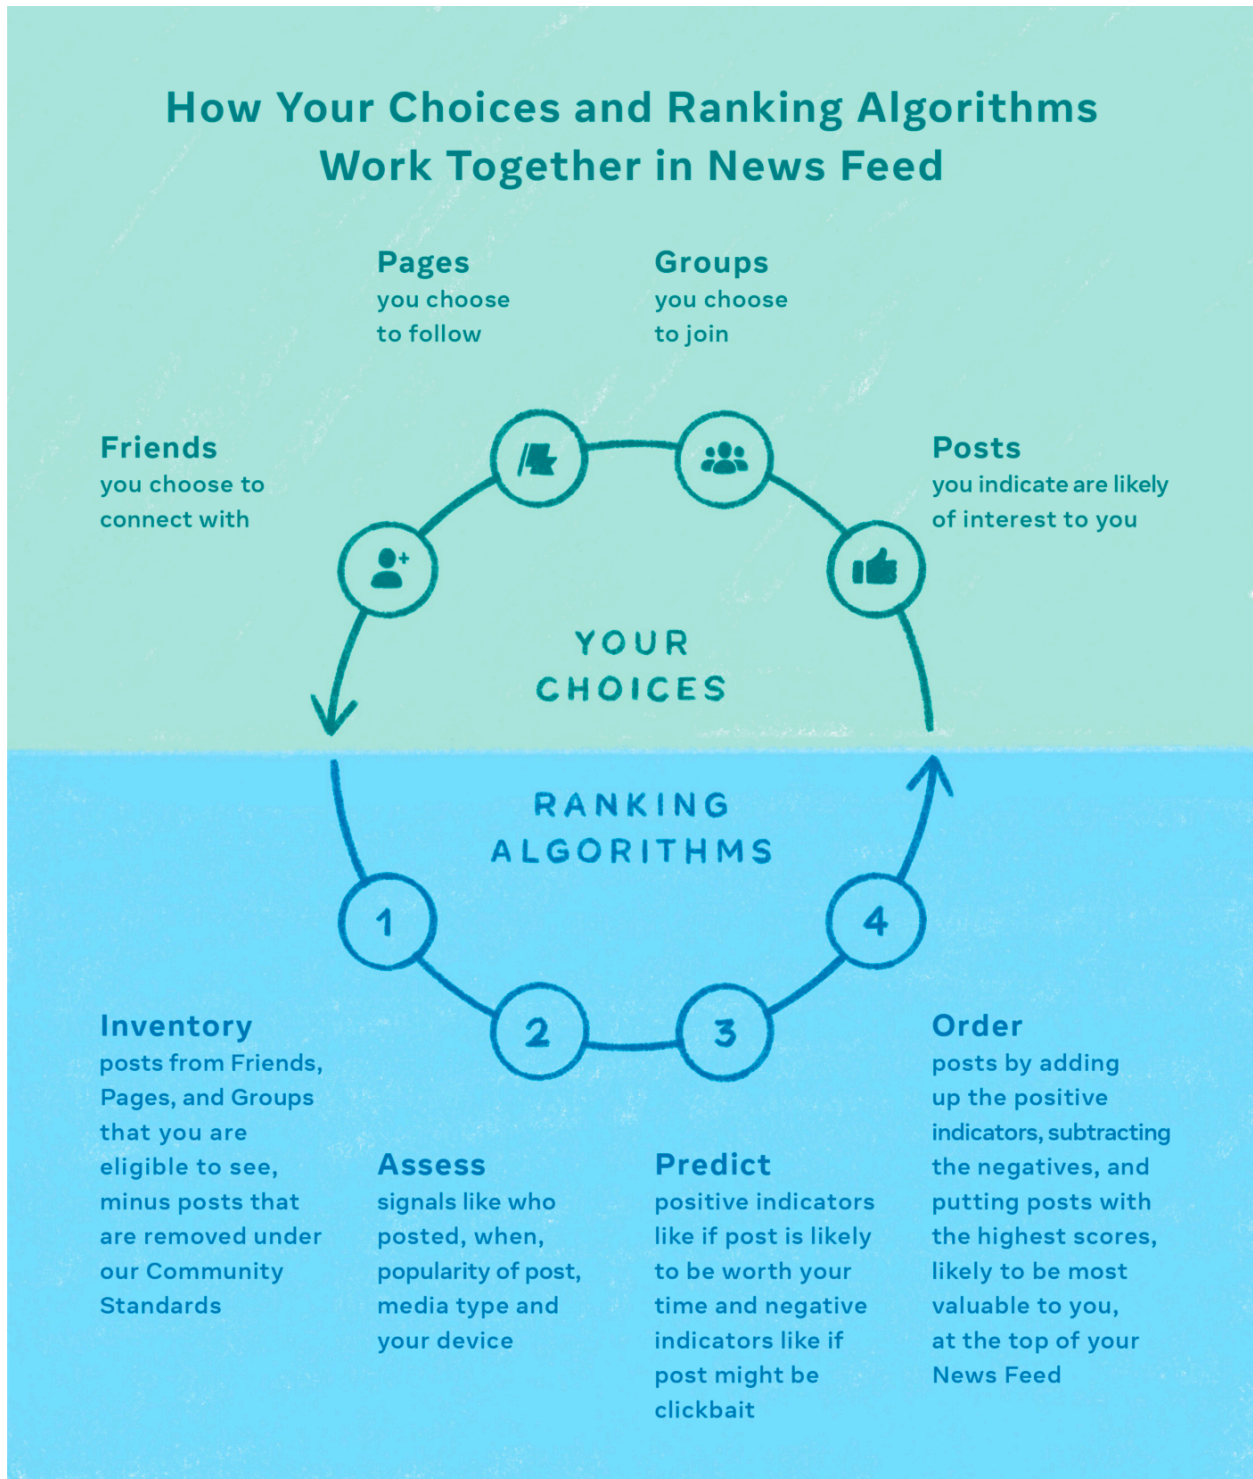 How Your Choices and Ranking Algorithms
Work Together in News Feed
Pages
you choose
to follow
Groups
you choose
to join
Friends
you choose to
connect with
Posts
you indicate are likely
of interest to you
YOUR
CHOICES
RANKING
ALGORITHMS
1
2
3
4
Inventory
posts from Friends,
Pages, and Groups
that you are
eligible to see,
minus posts that
are removed under
our Community
Standards
Assess
signals like who
posted, when,
popularity of post,
media type and
your device
Predict
positive indicators
like if post is likely
to be worth your
time and negative
indicators like if
post might be
clickbait
Order
posts by adding
up the positive
indicators, subtracting
the negatives, and
putting posts with
the highest scores,
likely to be most
valuable to you,
at the top of your
News Feed